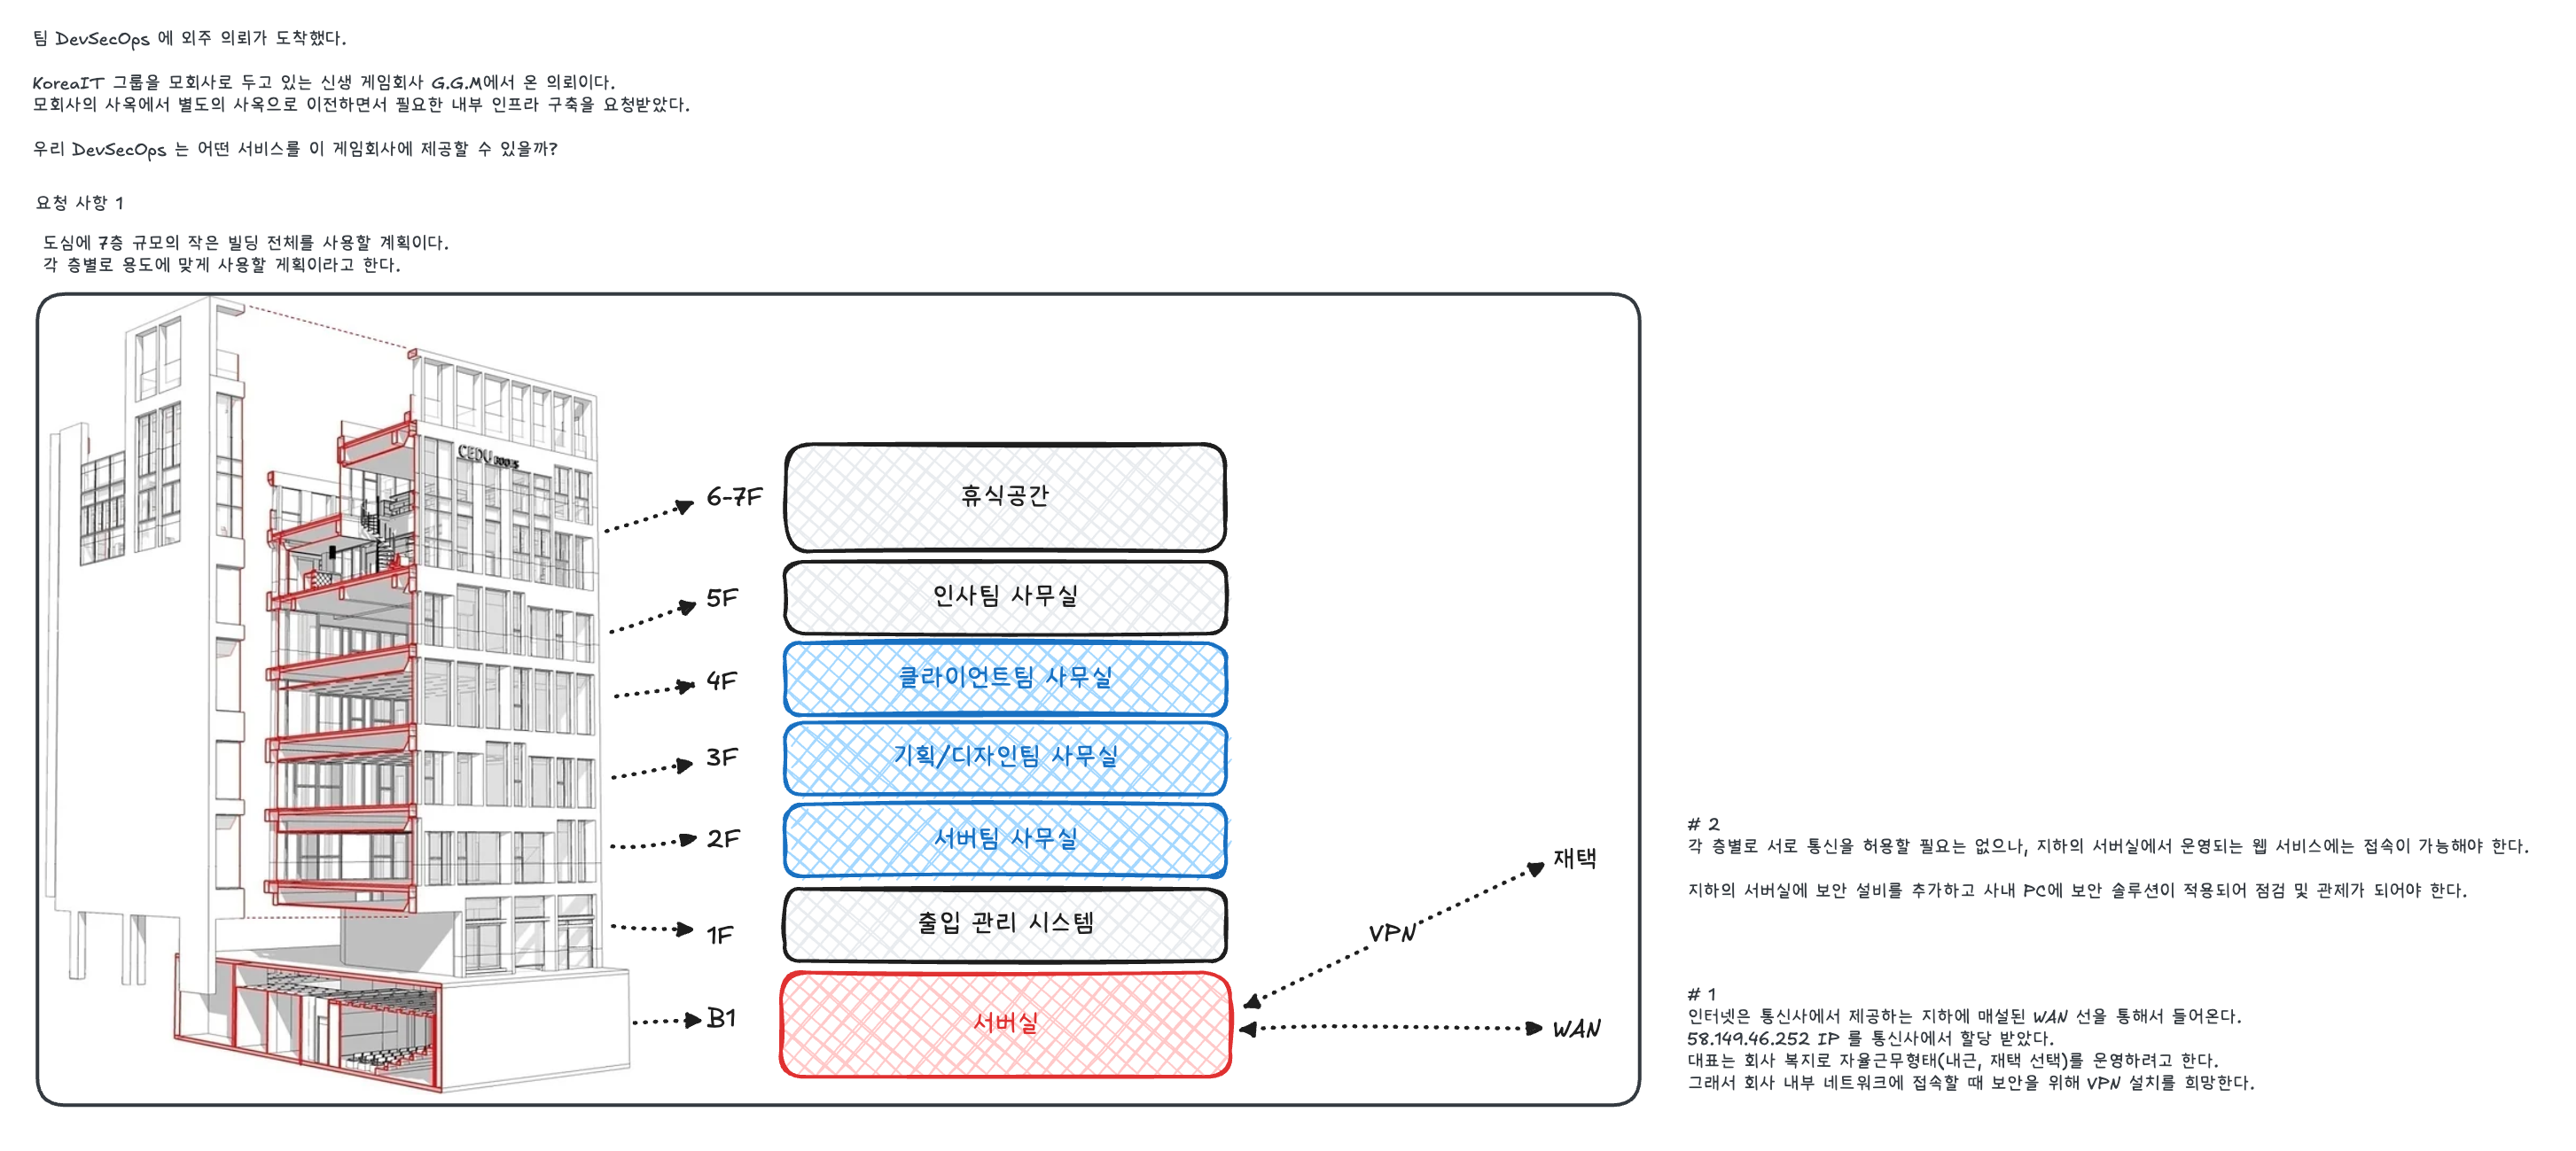 팀 DevSecOps 에 외주 의뢰가 도착했다.
KoreaIT 그룹을 모회사로 두고 있는 신생 게임회사 G.G.M에서 온 의뢰이다.
모회사의 사옥에서 별도의 사옥으로 이전하면서 필요한 내부 인프라 구축을 요청받았다.
우리 DevSecOps 는 어떤 서비스를 이 게임회사에 제공할 수 있을까?
요청 사항 1
도심에 7층 규모의 작은 빌딩 전체를 사용할 계획이다.
각 층별로 용도에 맞게 사용할 게획이라고 한다.
CEDU BOOKS
6-7F
휴식공간
5F
인사팀 사무실
4F
클라이언트팀 사무실
3F
기획/디자인팀 사무실
2F
서버팀 사무실
1F
출입 관리 시스템
B1
서버실
재택
VPN
WAN
# 2
각 층별로 서로 통신을 허용할 필요는 없으나, 지하의 서버실에서 운영되는 웹 서비스에는 접속이 가능해야 한다.
지하의 서버실에 보안 설비를 추가하고 사내 PC에 보안 솔루션이 적용되어 점검 및 관제가 되어야 한다.
# 1
인터넷은 통신사에서 제공하는 지하에 매설된 WAN 선을 통해서 들어온다.
58.149.46.252 IP 를 통신사에서 할당 받았다.
대표는 회사 복지로 자율근무형태(내근, 재택 선택)를 운영하려고 한다.
그래서 회사 내부 네트워크에 접속할 때 보안을 위해 VPN 설치를 희망한다.